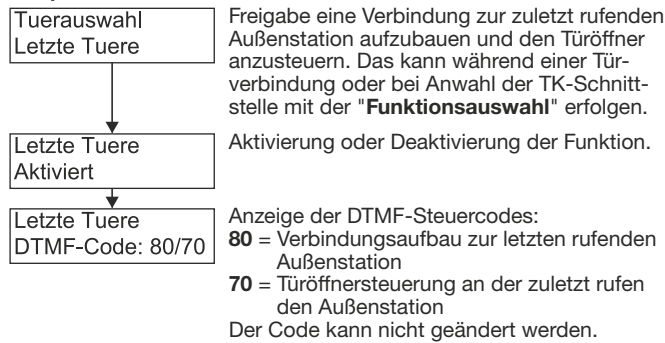 Tuerauswahl
Letzte Tuere
Freigabe eine Verbindung zur zuletzt rufenden
Außenstation aufzubauen und den Türöffner
anzusteuern. Das kann während einer Tür-
verbindung oder bei Anwahl der TK-Schnitt-
stelle mit der "Funktionsauswahl" erfolgen.
Letzte Tuere
Aktiviert
Aktivierung oder Deaktivierung der Funktion.
Letzte Tuere
DTMF-Code: 80/70
Anzeige der DTMF-Steuercodes:
80 = Verbindungsaufbau zur letzten rufenden
Außenstation
70 = Türöffnersteuerung an der zuletzt rufen
den Außenstation
Der Code kann nicht geändert werden.